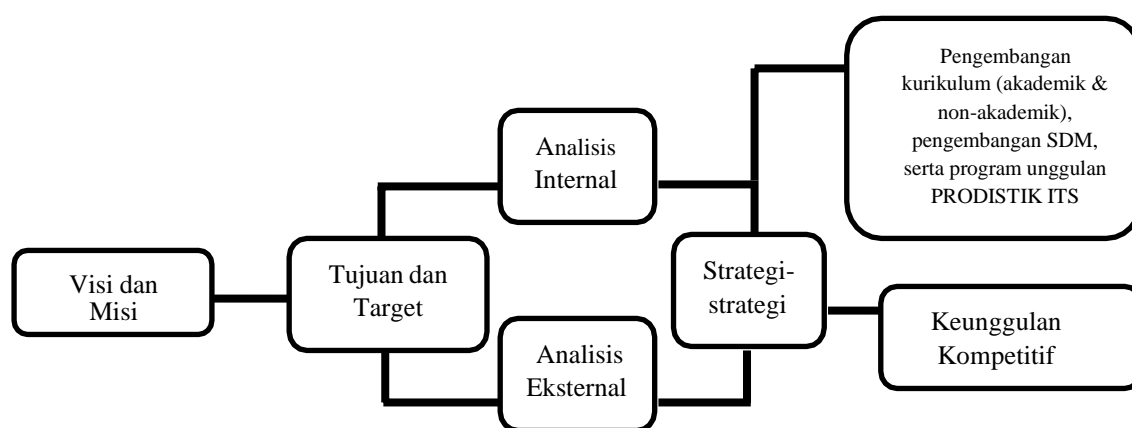 Visi dan
Misi
Tujuan dan
Target
Analisis
Internal
Analisis
Eksternal
Strategi-
strategi
Pengembangan
kurikulum (akademik &
non-akademik),
pengembangan SDM,
serta program unggulan
PRODISTIK ITS
Keunggulan
Kompetitif